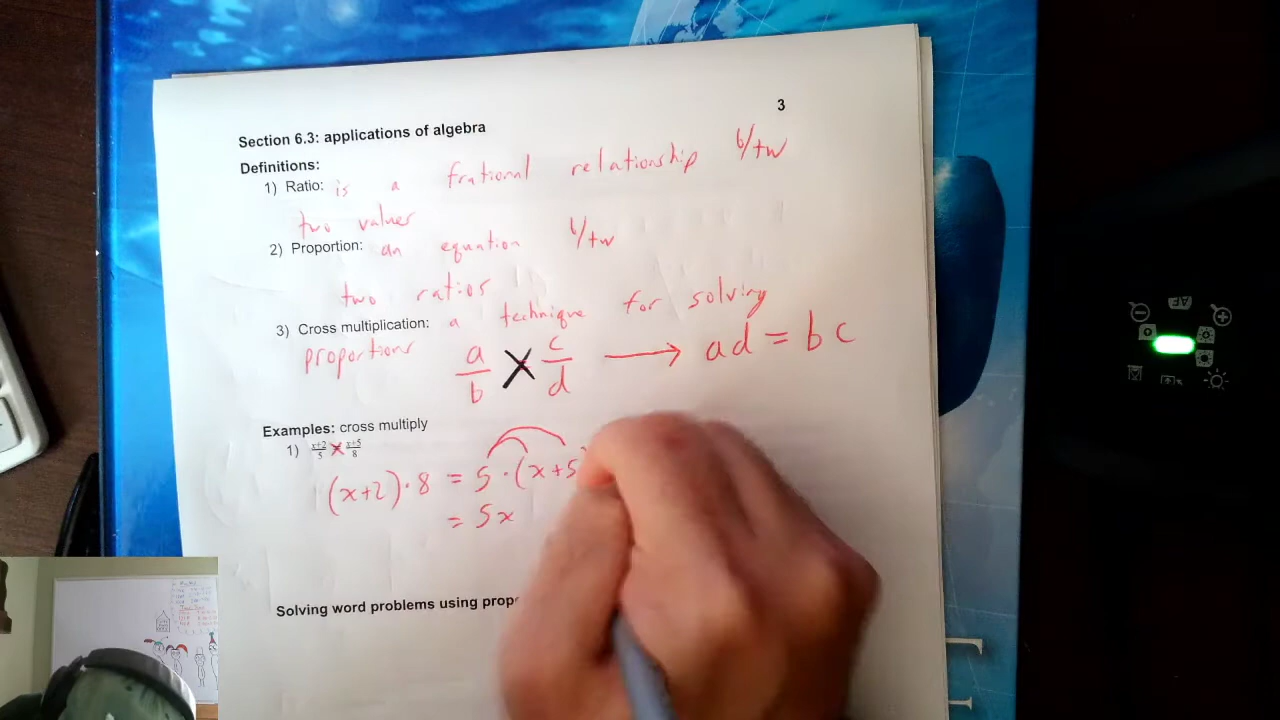 3
Section 6.3: applications of algebra
Definitions:
1) Ratio: is a frational relationship b/tw
two values
2) Proportion: an equation b/tw
two ratios
3) Cross multiplication: a technique for solving
proportions a/b X c/d → ad = bc
Examples: cross multiply
1) x+2/5 X x+5/8
(x+2)·8 = 5·(x+5)
= 5x
Solving word problems using prop
AF